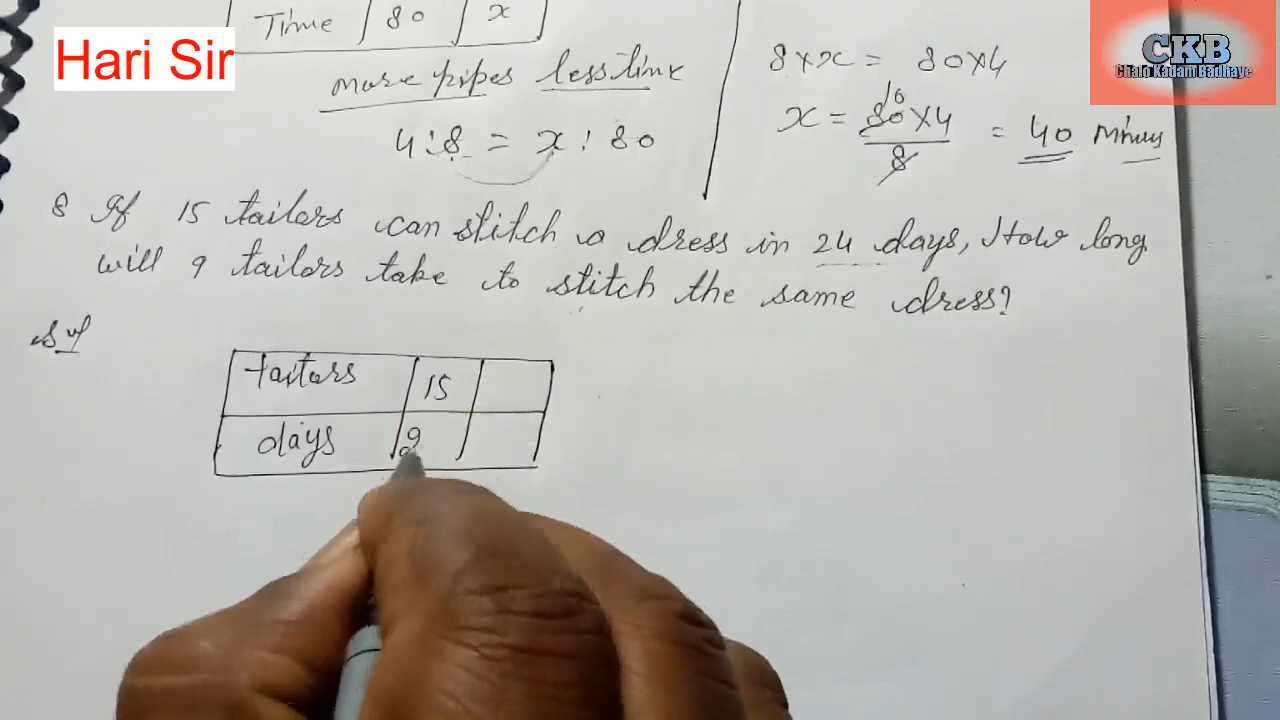 Time 80 x
Hari Sir
more pipes less time
4 : 8 = x : 80
8 × x = 80 × 4
10
x = 80 × 4 = 40 Minus
8
CKB
Chalo Kadam Badhaye
8 If 15 tailors can stitch a dress in 24 days, How long
will 9 tailors take to stitch the same dress?
Sol
tailors 15
days